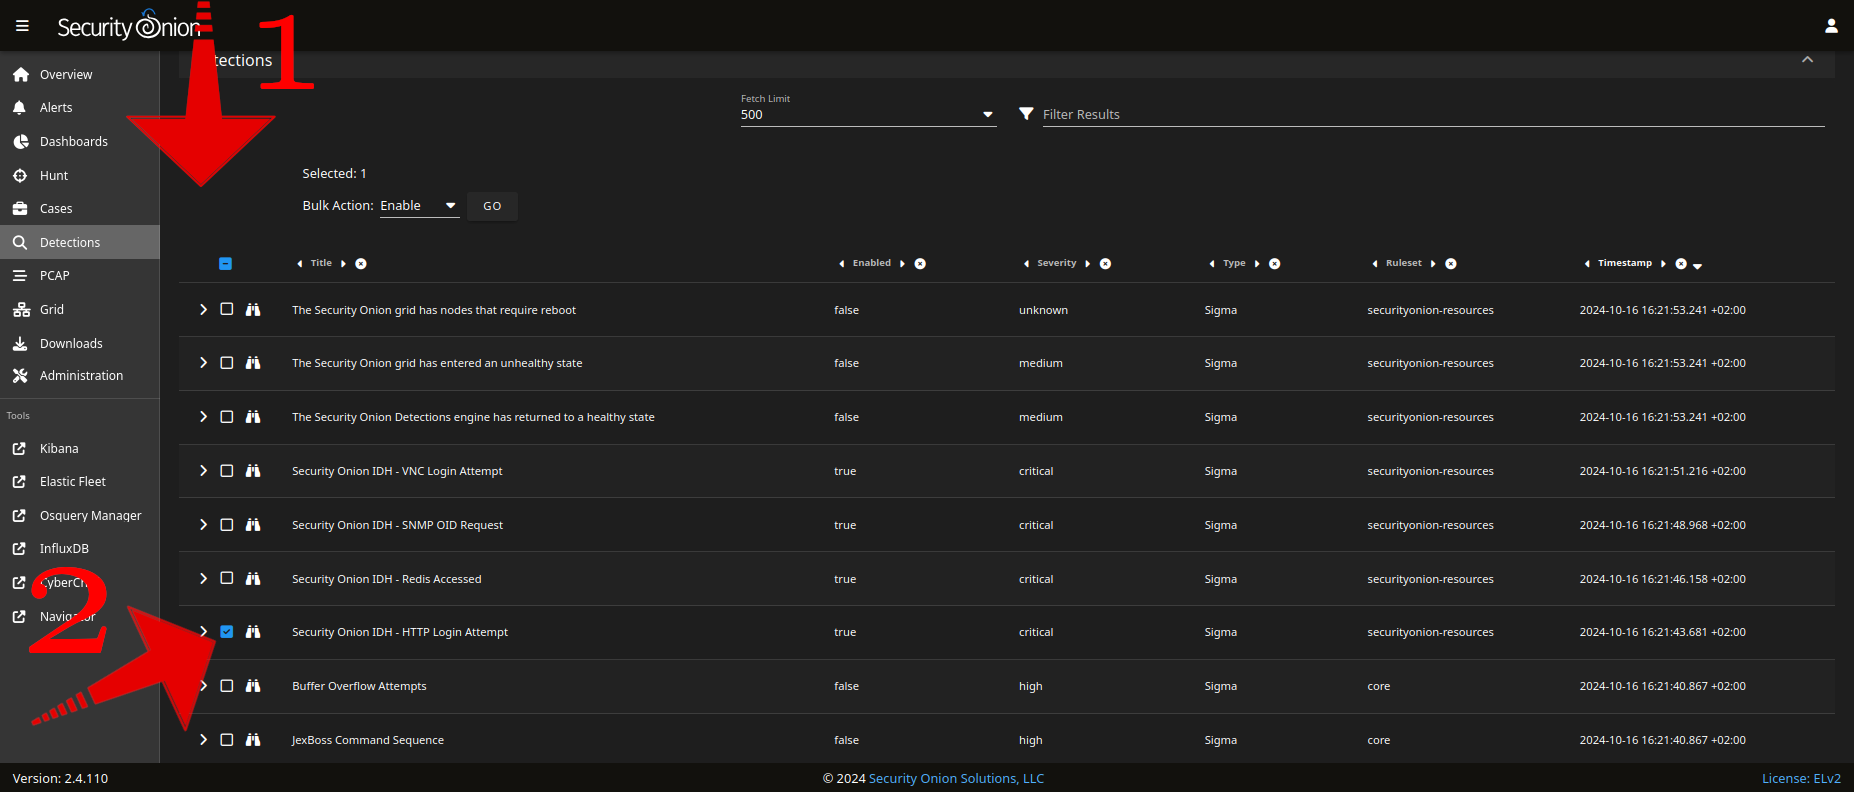 Security Onion
1
tections
Overview
Alerts
Dashboards
Hunt
Cases
Detections
PCAP
Grid
Downloads
Administration
Tools
Kibana
Elastic Fleet
Osquery Manager
InfluxDB
CyberCh
Navigator
2
Fetch Limit
500
Filter Results
Selected: 1
Bulk Action: Enable GO
Title Enabled Severity Type Ruleset Timestamp
The Security Onion grid has nodes that require reboot false unknown Sigma securityonion-resources 2024-10-16 16:21:53.241 +02:00
The Security Onion grid has entered an unhealthy state false medium Sigma securityonion-resources 2024-10-16 16:21:53.241 +02:00
The Security Onion Detections engine has returned to a healthy state false medium Sigma securityonion-resources 2024-10-16 16:21:53.241 +02:00
Security Onion IDH - VNC Login Attempt true critical Sigma securityonion-resources 2024-10-16 16:21:51.216 +02:00
Security Onion IDH - SNMP OID Request true critical Sigma securityonion-resources 2024-10-16 16:21:48.968 +02:00
Security Onion IDH - Redis Accessed true critical Sigma securityonion-resources 2024-10-16 16:21:46.158 +02:00
Security Onion IDH - HTTP Login Attempt true critical Sigma securityonion-resources 2024-10-16 16:21:43.681 +02:00
Buffer Overflow Attempts false high Sigma core 2024-10-16 16:21:40.867 +02:00
JexBoss Command Sequence false high Sigma core 2024-10-16 16:21:40.867 +02:00
Version: 2.4.110
© 2024 Security Onion Solutions, LLC
License: ELv2